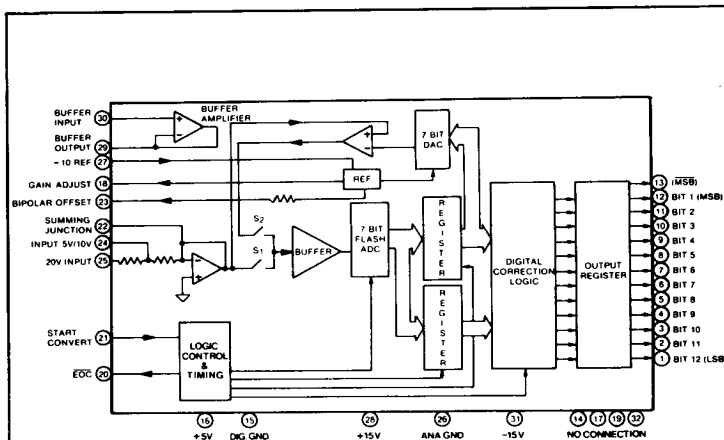 BUFFER INPUT 30
BUFFER AMPLIFIER
BUFFER OUTPUT 29
- 10 REF 27
GAIN ADJUST 18
BIPOLAR OFFSET 23
SUMMING JUNCTION 22
INPUT 5V/10V 24
20V INPUT 25
START CONVERT 21
EOC 20
+
-
+
-
-
+
REF
7 BIT DAC
S2
S1
BUFFER
7 BIT FLASH ADC
REGISTER
REGISTER
LOGIC CONTROL & TIMING
DIGITAL CORRECTION LOGIC
OUTPUT REGISTER
13 (MSB)
12 BIT 1 (MSB)
11 BIT 2
10 BIT 3
9 BIT 4
8 BIT 5
7 BIT 6
6 BIT 7
5 BIT 8
4 BIT 9
3 BIT 10
2 BIT 11
1 BIT 12 (LSB
16 15 28 26 31 14 17 19 32
+5V DIG. GND +15V ANA GND -15V NO CONNECTION